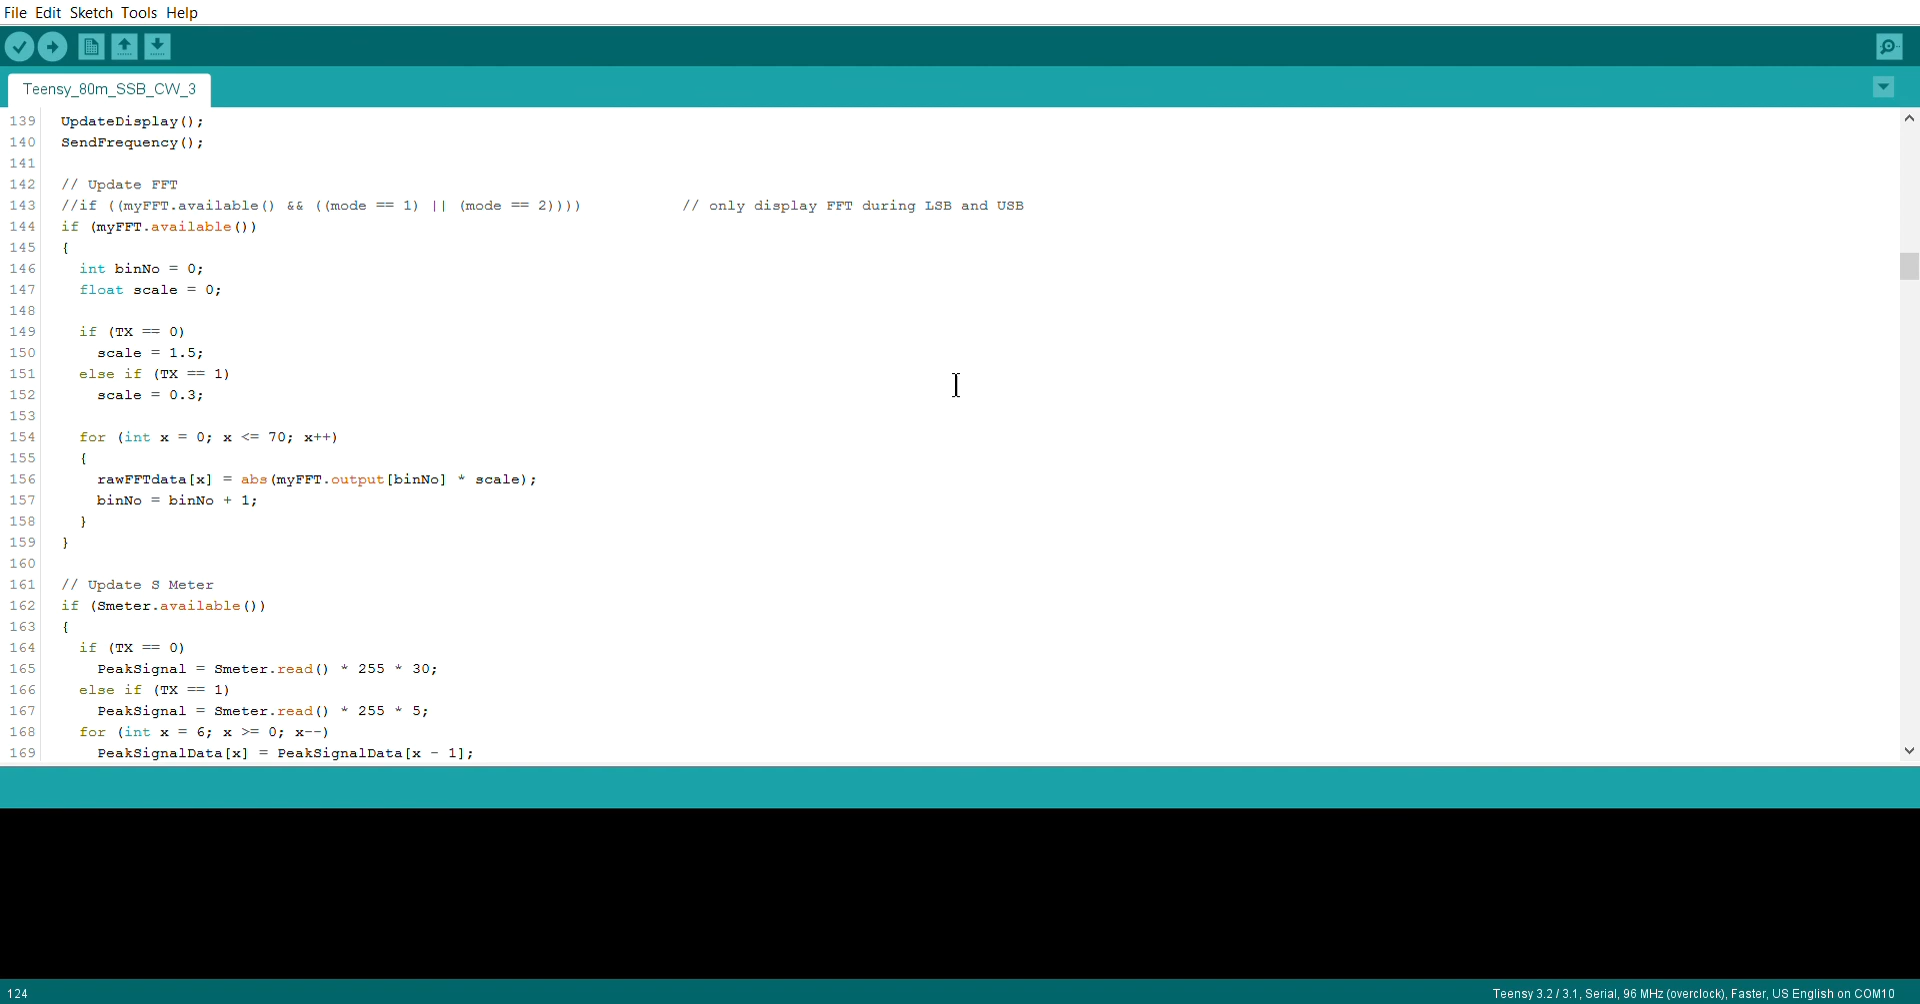 File Edit Sketch Tools Help
Teensy_80m_SSB_CW_3
139 UpdateDisplay();
140 SendFrequency();
141
142 // Update FFT
143 //if ((myFFT.available() && ((mode == 1) || (mode == 2)))) // only display FFT during LSB and USB
144 if (myFFT.available())
145 {
146 int binNo = 0;
147 float scale = 0;
148
149 if (TX == 0)
150 scale = 1.5;
151 else if (TX == 1)
152 scale = 0.3;
153
154 for (int x = 0; x <= 70; x++)
155 {
156 rawFFTdata[x] = abs(myFFT.output[binNo] * scale);
157 binNo = binNo + 1;
158 }
159 }
160
161 // Update S Meter
162 if (Smeter.available())
163 {
164 if (TX == 0)
165 PeakSignal = Smeter.read() * 255 * 30;
166 else if (TX == 1)
167 PeakSignal = Smeter.read() * 255 * 5;
168 for (int x = 6; x >= 0; x--)
169 PeakSignalData[x] = PeakSignalData[x - 1];
124
Teensy 3.2 / 3.1, Serial, 96 MHz (overclock), Faster, US English on COM10